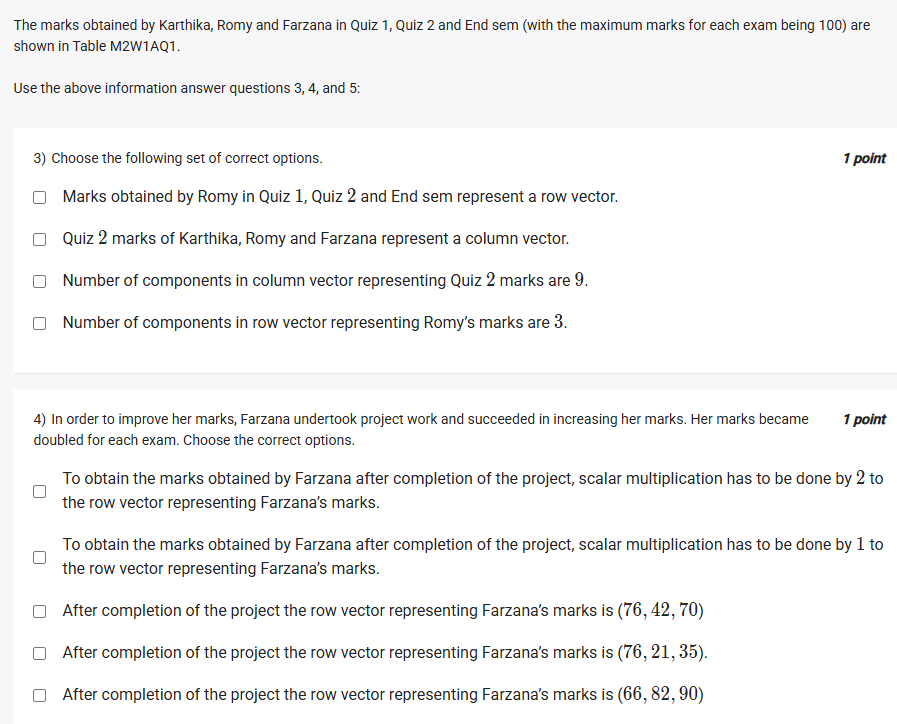 The marks obtained by Karthika, Romy and Farzana in Quiz 1, Quiz 2 and End sem (with the maximum marks for each exam being 100) are
shown in Table M2W1AQ1.
Use the above information answer questions 3, 4, and 5:
3) Choose the following set of correct options. 1 point
Marks obtained by Romy in Quiz 1, Quiz 2 and End sem represent a row vector.
Quiz 2 marks of Karthika, Romy and Farzana represent a column vector.
Number of components in column vector representing Quiz 2 marks are 9.
Number of components in row vector representing Romy's marks are 3.
4) In order to improve her marks, Farzana undertook project work and succeeded in increasing her marks. Her marks became 1 point
doubled for each exam. Choose the correct options.
To obtain the marks obtained by Farzana after completion of the project, scalar multiplication has to be done by 2 to
the row vector representing Farzana's marks.
To obtain the marks obtained by Farzana after completion of the project, scalar multiplication has to be done by 1 to
the row vector representing Farzana's marks.
After completion of the project the row vector representing Farzana's marks is (76, 42, 70)
After completion of the project the row vector representing Farzana's marks is (76, 21, 35).
After completion of the project the row vector representing Farzana's marks is (66, 82, 90)